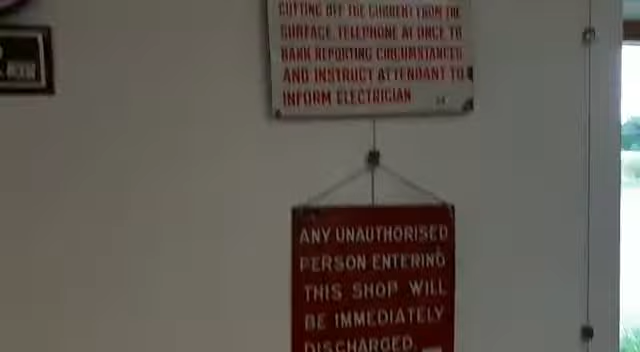 CUTTING OFF THE CURRENT FROM THE
SURFACE. TELEPHONE AT ONCE TO
BANK REPORTING CIRCUMSTANCES
AND INSTRUCT ATTENDANT TO
INFORM ELECTRICIAN
ANY UNAUTHORISED
PERSON ENTERING
THIS SHOP WILL
BE IMMEDIATELY
DISCHARGED.